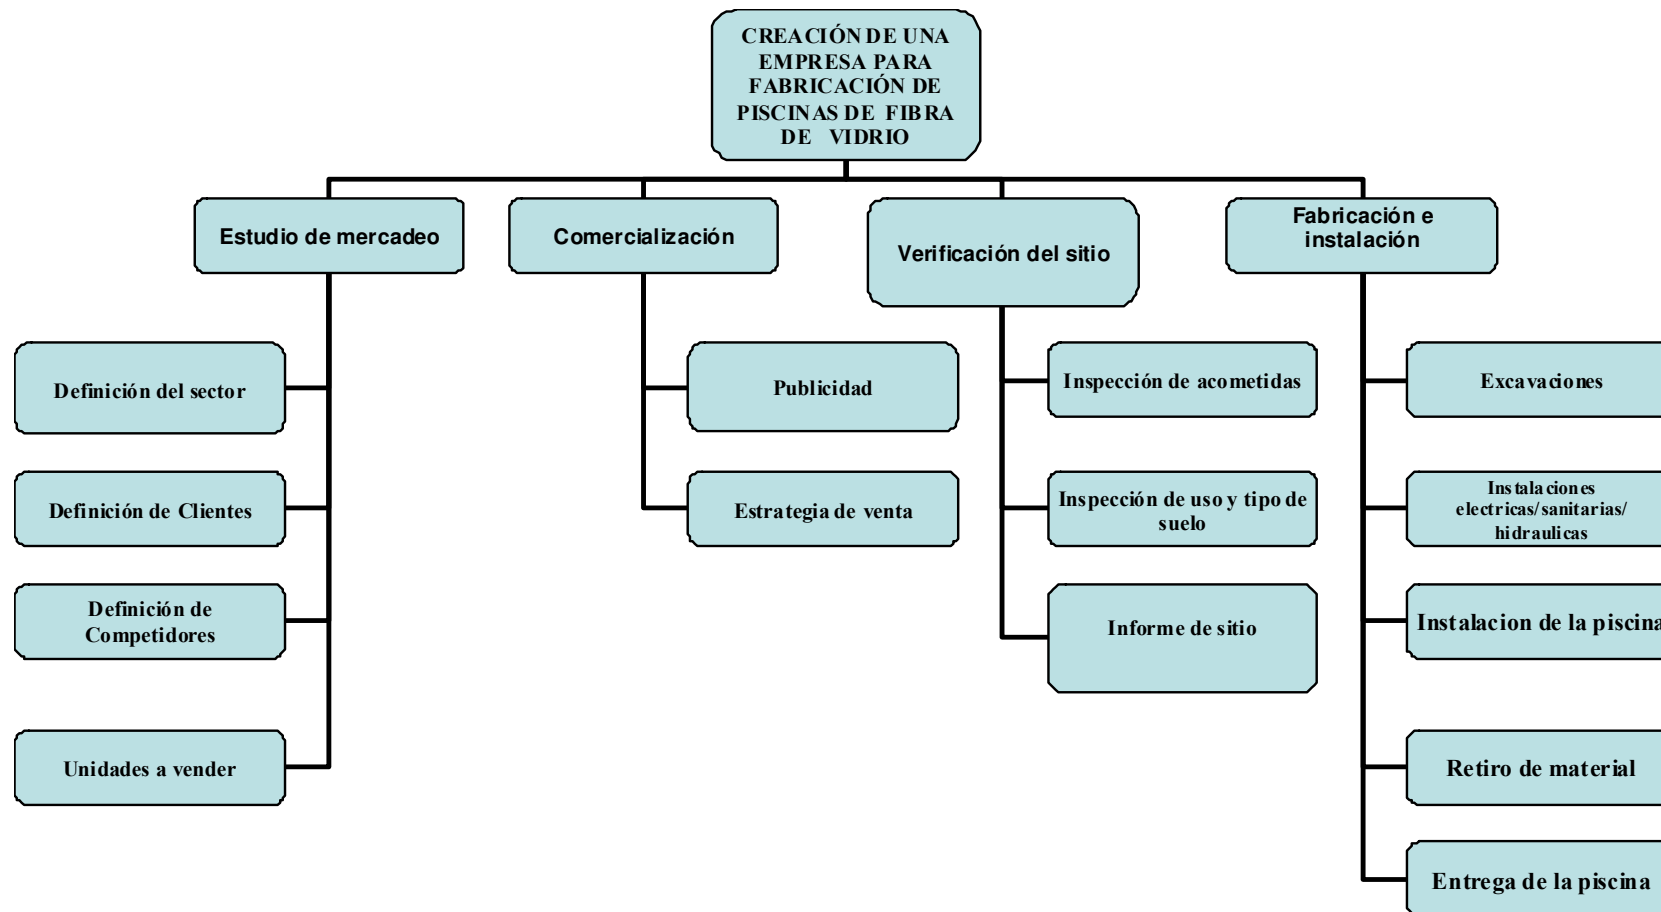 CREACIÓN DE UNA
EMPRESA PARA
FABRICACIÓN DE
PISCINAS DE FIBRA
DE VIDRIO
Estudio de mercadeo
Comercialización
Verificación del sitio
Fabricación e
instalación
Definición del sector
Definición de Clientes
Definición de
Competidores
Unidades a vender
Publicidad
Estrategia de venta
Inspección de acometidas
Inspección de uso y tipo de
suelo
Informe de sitio
Excavaciones
Instalaciones
electricas/sanitarias/
hidraulicas
Instalacion de la piscina
Retiro de material
Entrega de la piscina